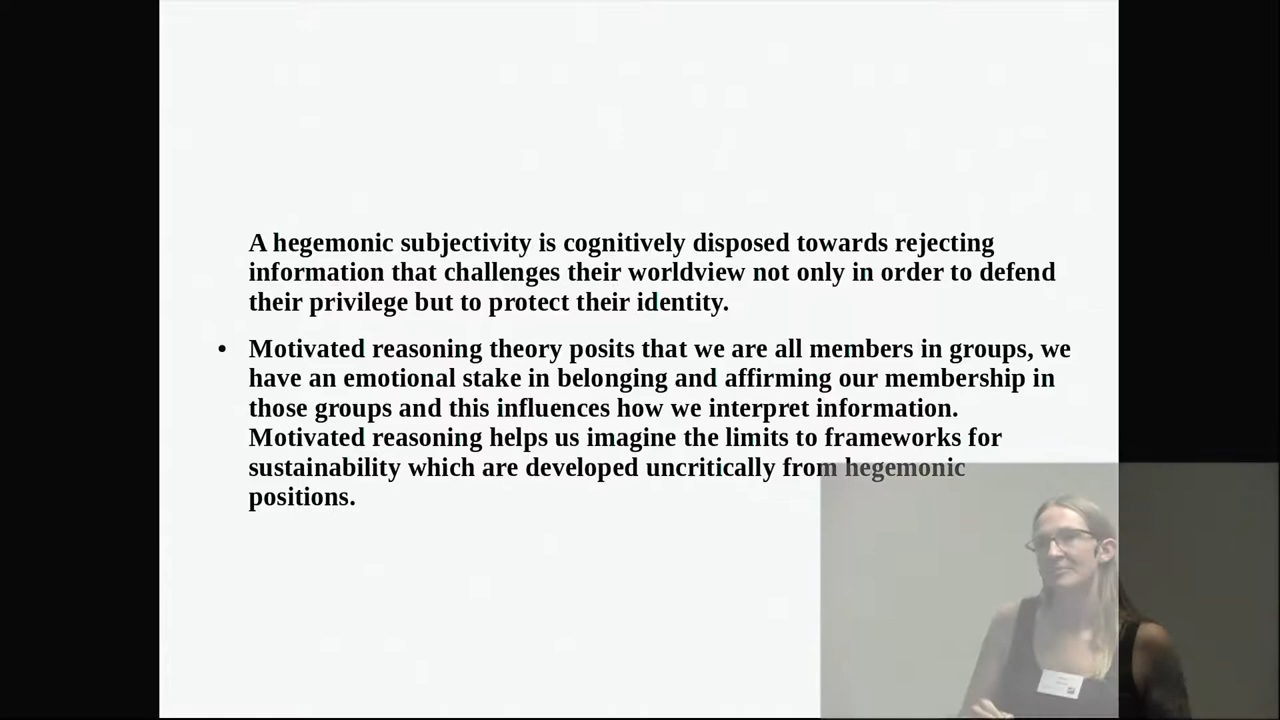 A hegemonic subjectivity is cognitively disposed towards rejecting
information that challenges their worldview not only in order to defend
their privilege but to protect their identity.
• Motivated reasoning theory posits that we are all members in groups, we
have an emotional stake in belonging and affirming our membership in
those groups and this influences how we interpret information.
Motivated reasoning helps us imagine the limits to frameworks for
sustainability which are developed uncritically from hegemonic
positions.